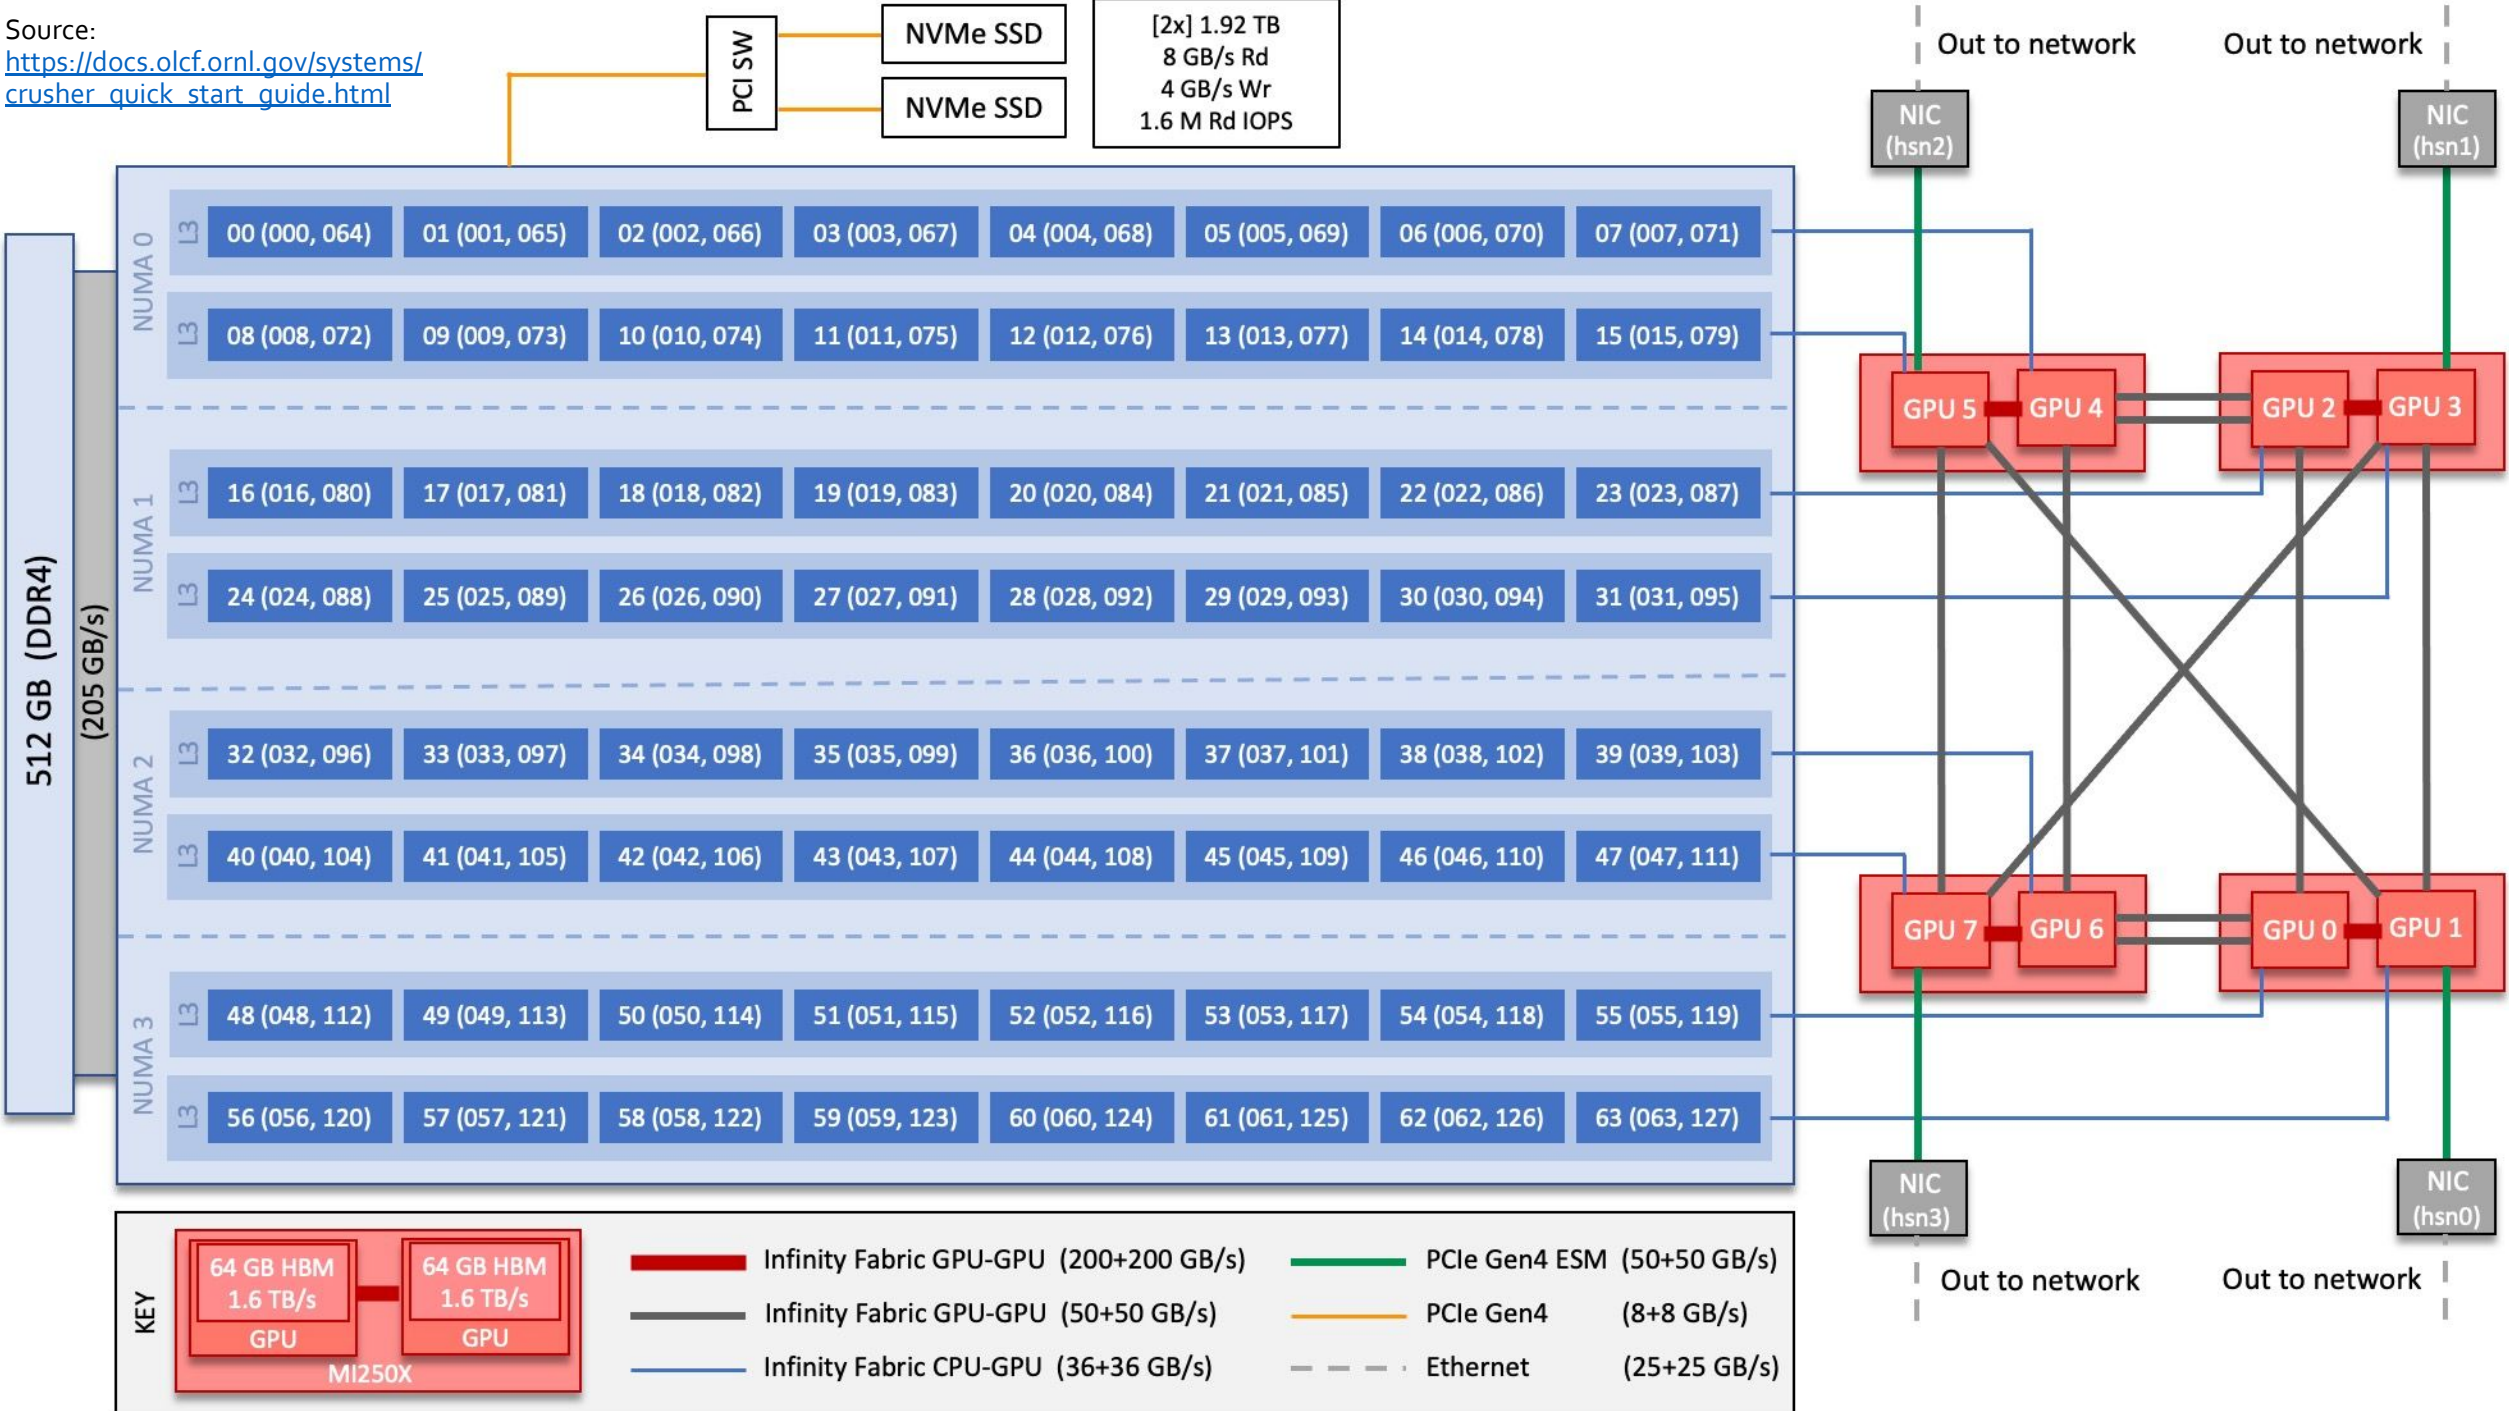 Source:
https://docs.olcf.ornl.gov/systems/
crusher_quick_start_guide.html
PCI SW
NVMe SSD
NVMe SSD
[2x] 1.92 TB
8 GB/s Rd
4 GB/s Wr
1.6 M Rd IOPS
Out to network
Out to network
NIC
(hsn2)
NIC
(hsn1)
512 GB (DDR4)
(205 GB/s)
NUMA 0
L3
00 (000, 064) 01 (001, 065) 02 (002, 066) 03 (003, 067) 04 (004, 068) 05 (005, 069) 06 (006, 070) 07 (007, 071)
L3
08 (008, 072) 09 (009, 073) 10 (010, 074) 11 (011, 075) 12 (012, 076) 13 (013, 077) 14 (014, 078) 15 (015, 079)
NUMA 1
L3
16 (016, 080) 17 (017, 081) 18 (018, 082) 19 (019, 083) 20 (020, 084) 21 (021, 085) 22 (022, 086) 23 (023, 087)
L3
24 (024, 088) 25 (025, 089) 26 (026, 090) 27 (027, 091) 28 (028, 092) 29 (029, 093) 30 (030, 094) 31 (031, 095)
NUMA 2
L3
32 (032, 096) 33 (033, 097) 34 (034, 098) 35 (035, 099) 36 (036, 100) 37 (037, 101) 38 (038, 102) 39 (039, 103)
L3
40 (040, 104) 41 (041, 105) 42 (042, 106) 43 (043, 107) 44 (044, 108) 45 (045, 109) 46 (046, 110) 47 (047, 111)
NUMA 3
L3
48 (048, 112) 49 (049, 113) 50 (050, 114) 51 (051, 115) 52 (052, 116) 53 (053, 117) 54 (054, 118) 55 (055, 119)
L3
56 (056, 120) 57 (057, 121) 58 (058, 122) 59 (059, 123) 60 (060, 124) 61 (061, 125) 62 (062, 126) 63 (063, 127)
GPU 5 GPU 4 GPU 2 GPU 3
GPU 7 GPU 6 GPU 0 GPU 1
NIC
(hsn3)
NIC
(hsn0)
Out to network
Out to network
KEY
64 GB HBM
1.6 TB/s
GPU
64 GB HBM
1.6 TB/s
GPU
MI250X
Infinity Fabric GPU-GPU (200+200 GB/s)
Infinity Fabric GPU-GPU (50+50 GB/s)
Infinity Fabric CPU-GPU (36+36 GB/s)
PCIe Gen4 ESM (50+50 GB/s)
PCIe Gen4 (8+8 GB/s)
Ethernet (25+25 GB/s)